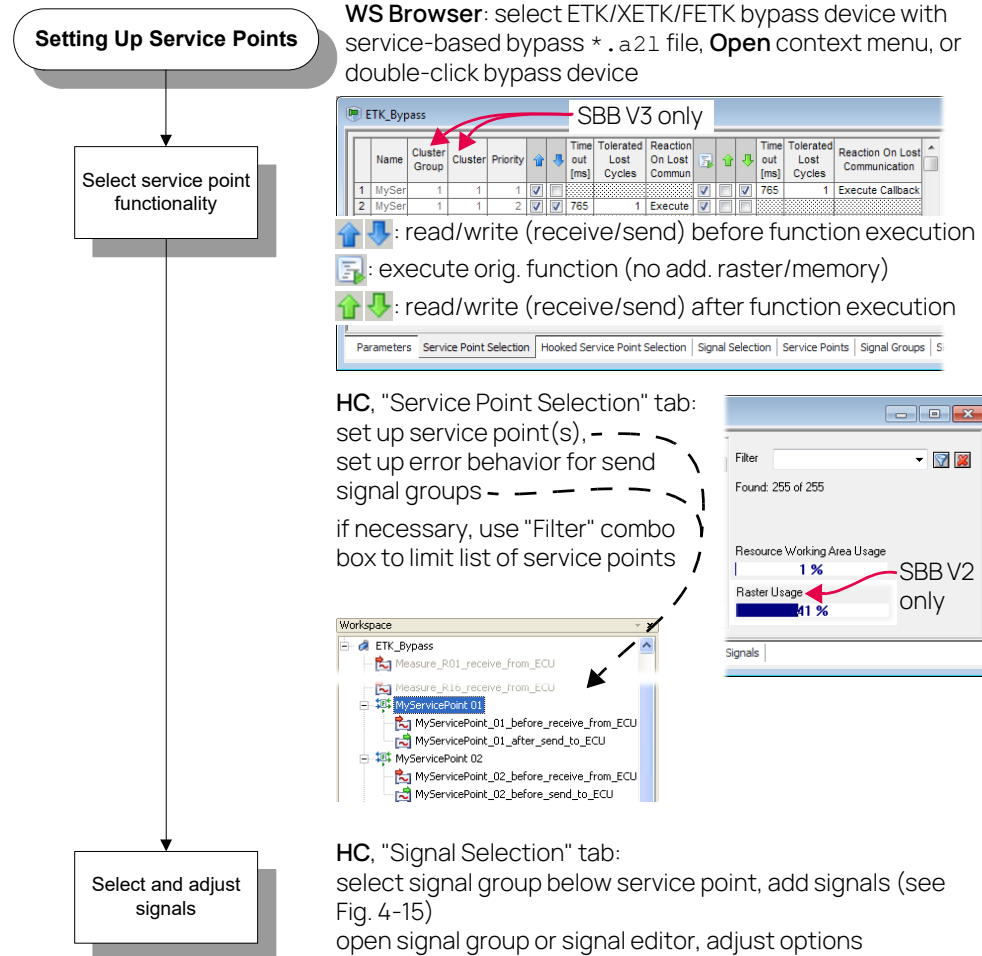 Setting Up Service Points
WS Browser: select ETK/XETK/FETK bypass device with
service-based bypass *.a2l file, Open context menu, or
double-click bypass device
ETK_Bypass
SBB V3 only
Name Cluster Group Cluster Priority Time out [ms] Tolerated Lost Cycles Reaction On Lost Commun Time out [ms] Tolerated Lost Cycles Reaction On Lost Communication
1 MySer 1 1 1 765 1 Execute Callback
2 MySer 1 1 2 765 1 Execute
Select service point
functionality
: read/write (receive/send) before function execution
: execute orig. function (no add. raster/memory)
: read/write (receive/send) after function execution
Parameters Service Point Selection Hooked Service Point Selection Signal Selection Service Points Signal Groups S
HC, "Service Point Selection" tab:
set up service point(s),
set up error behavior for send
signal groups
if necessary, use "Filter" combo
box to limit list of service points
Filter
Found: 255 of 255
Resource Working Area Usage
1 %
Raster Usage
41 %
SBB V2
only
Signals
Workspace
ETK_Bypass
Measure_R01_receive_from_ECU
Measure_R16_receive_from_ECU
MyServicePoint 01
MyServicePoint_01_before_receive_from_ECU
MyServicePoint_01_after_send_to_ECU
MyServicePoint 02
MyServicePoint_02_before_receive_from_ECU
MyServicePoint_02_before_send_to_ECU
Select and adjust
signals
HC, "Signal Selection" tab:
select signal group below service point, add signals (see
Fig. 4-15)
open signal group or signal editor, adjust options